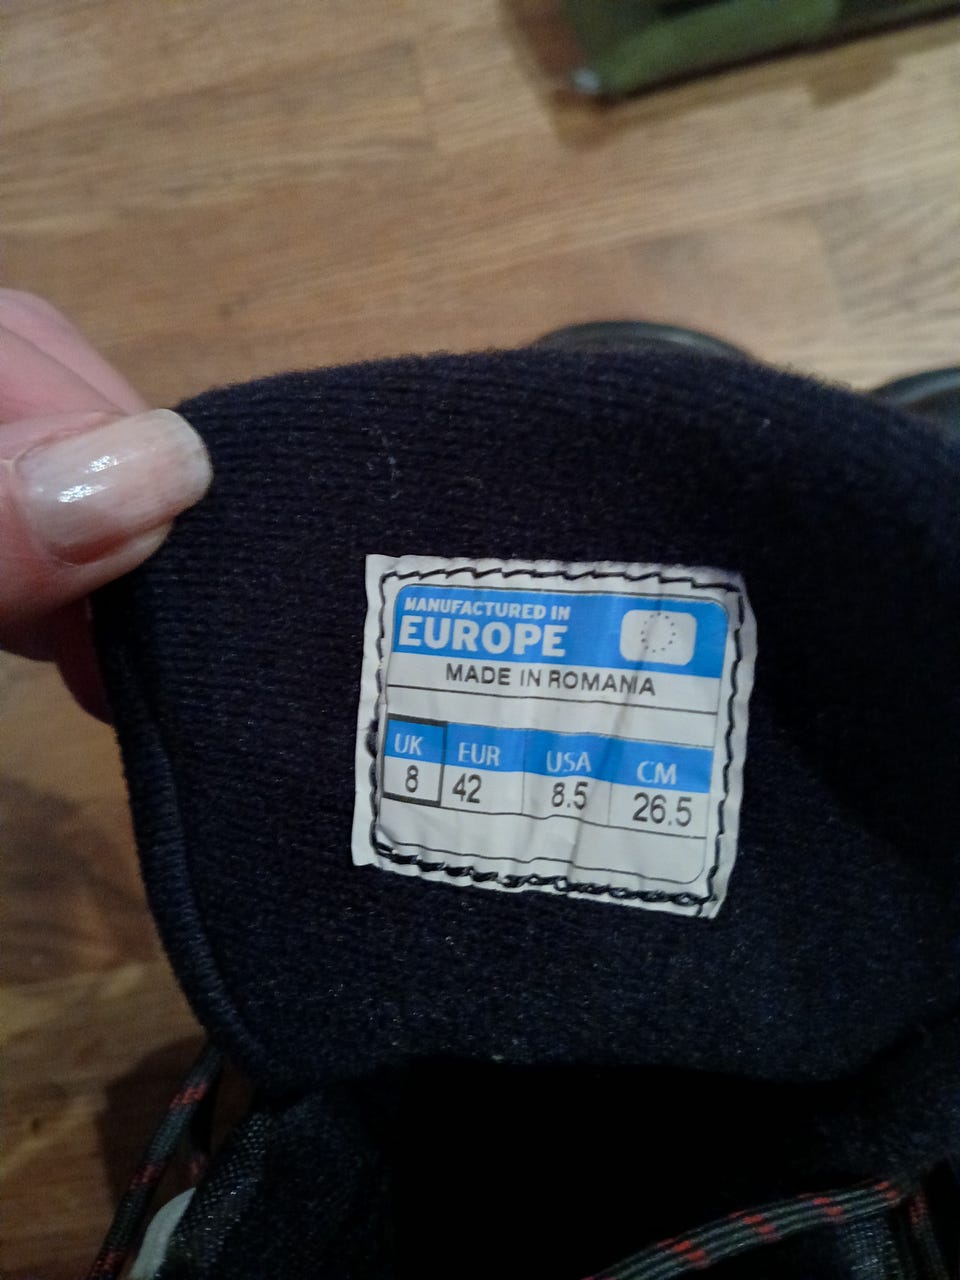 MANUFACTURED IN
EUROPE
MADE IN ROMANIA
UK EUR USA CM
8 42 8.5 26.5